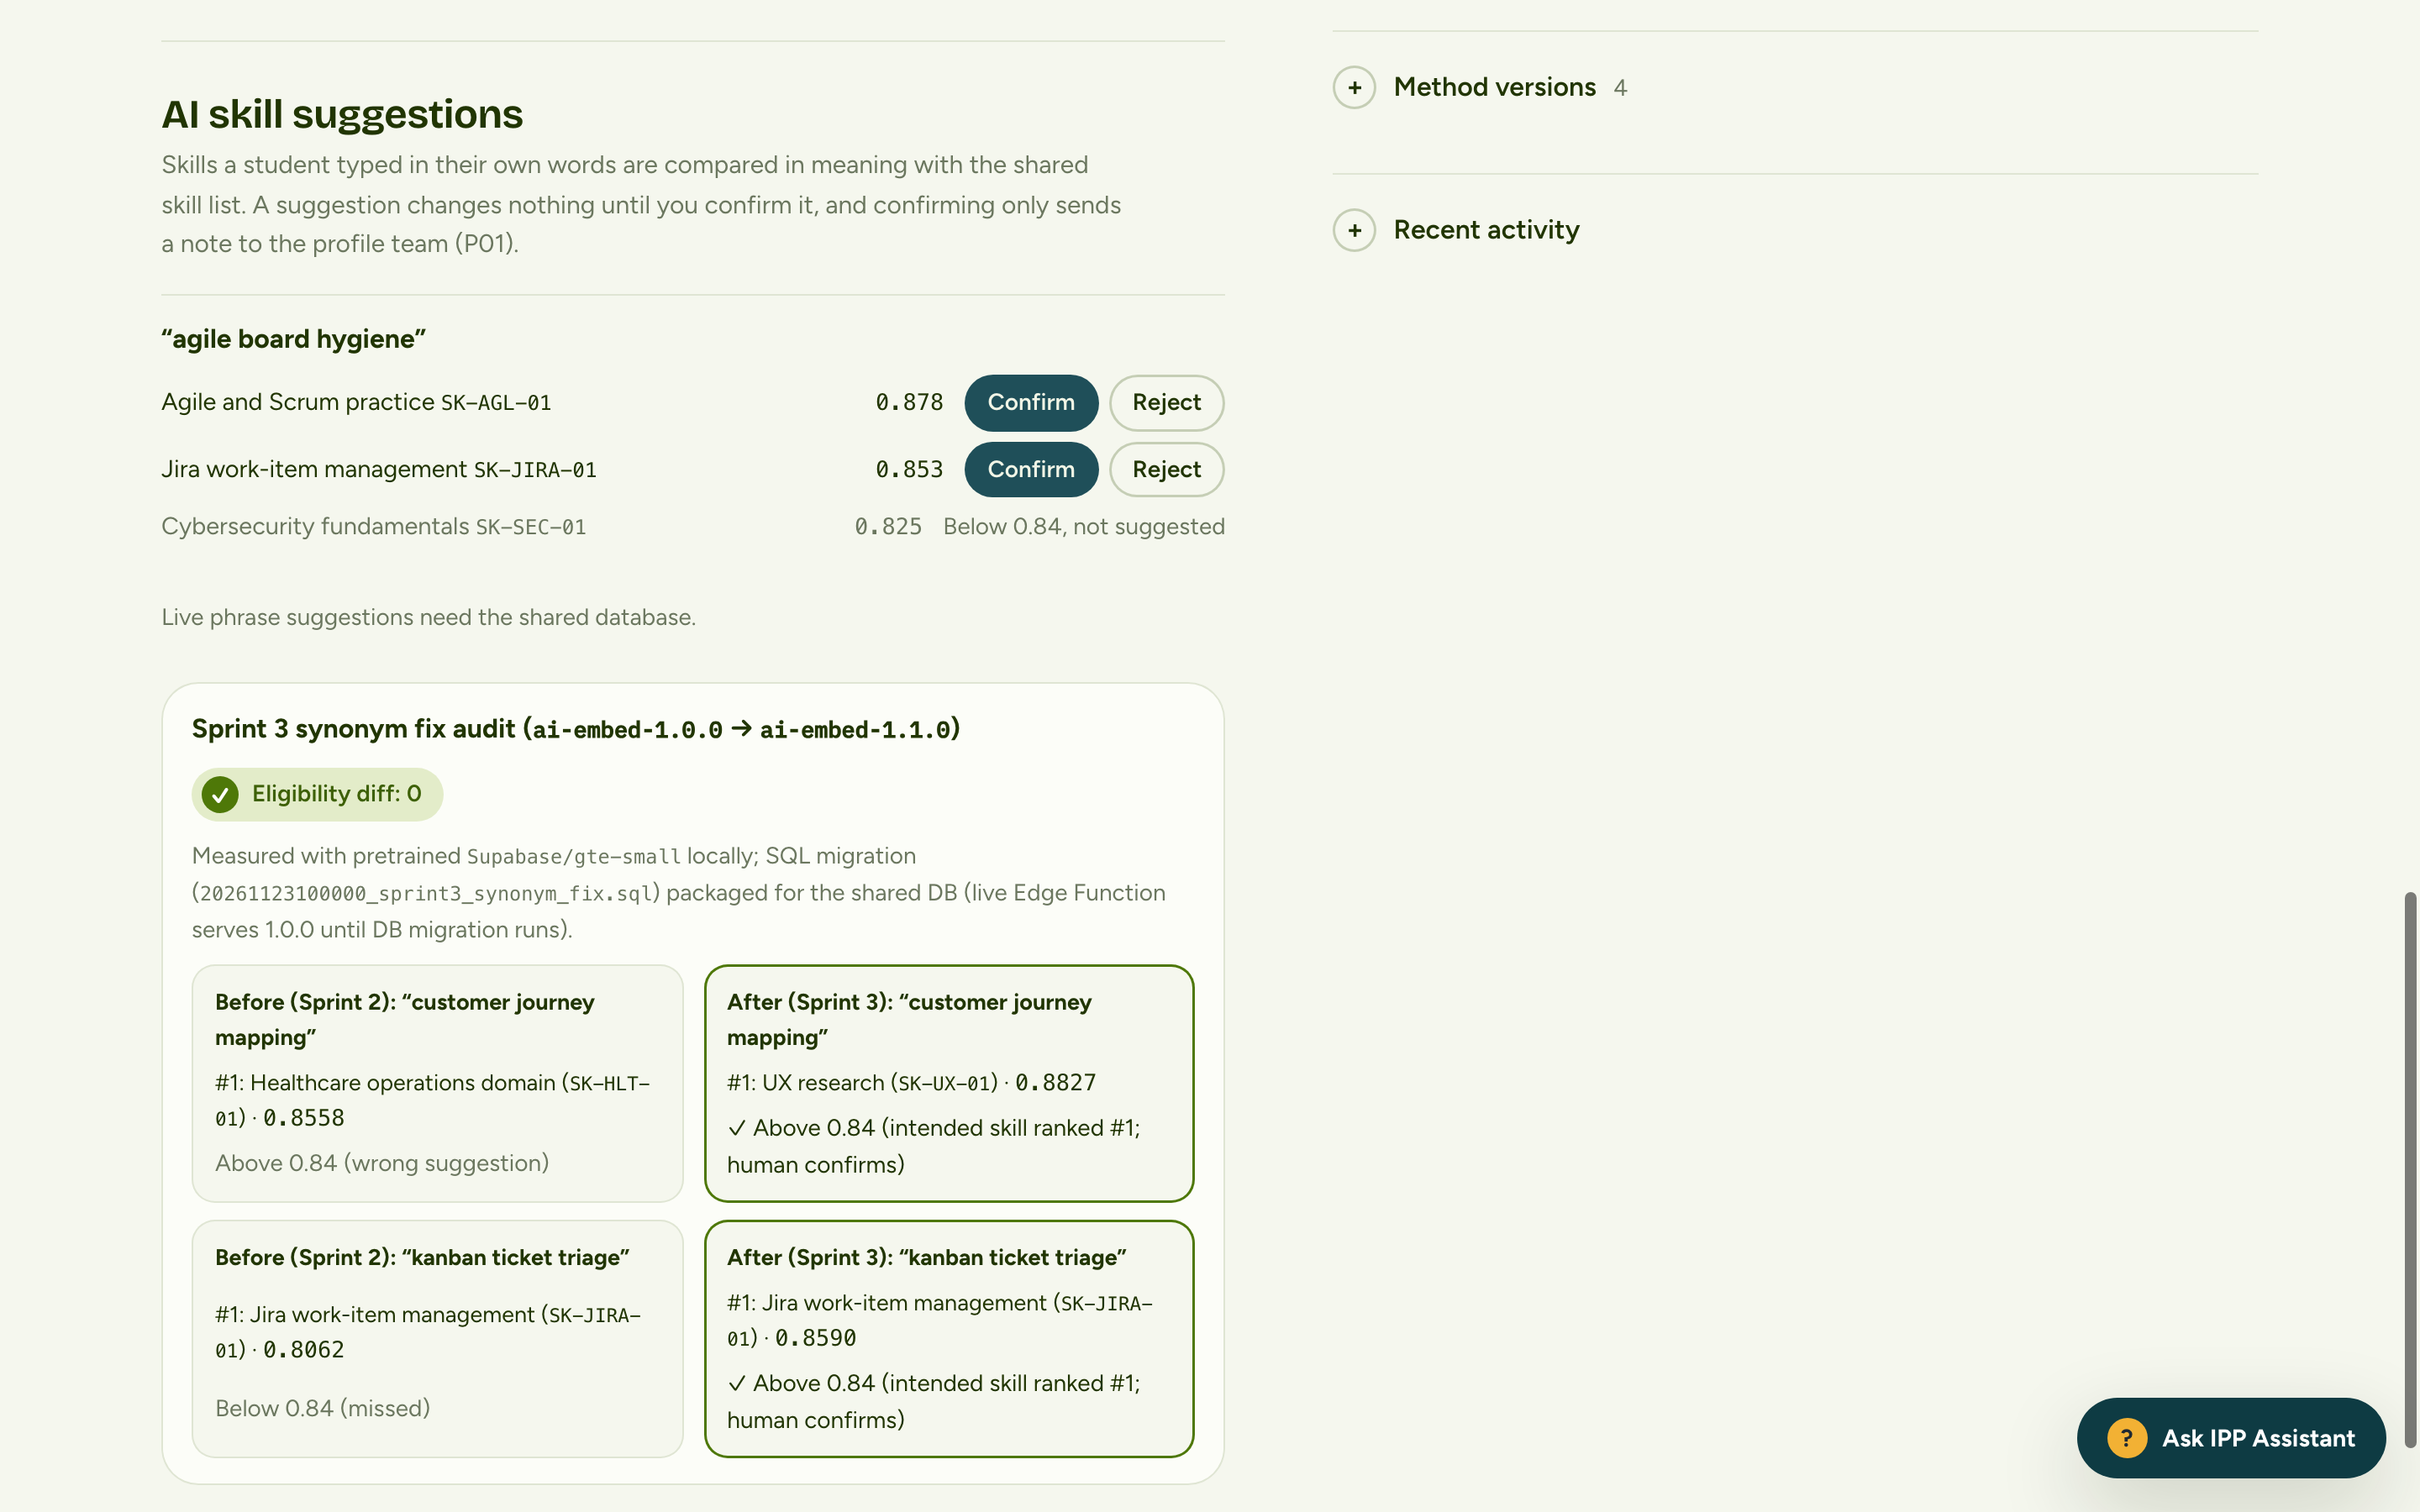 AI skill suggestions
Skills a student typed in their own words are compared in meaning with the shared
skill list. A suggestion changes nothing until you confirm it, and confirming only sends
a note to the profile team (P01).
“agile board hygiene”
Agile and Scrum practice SK-AGL-01 0.878 Confirm Reject
Jira work-item management SK-JIRA-01 0.853 Confirm Reject
Cybersecurity fundamentals SK-SEC-01 0.825 Below 0.84, not suggested
Live phrase suggestions need the shared database.
Sprint 3 synonym fix audit (ai-embed-1.0.0 → ai-embed-1.1.0)
✓ Eligibility diff: 0
Measured with pretrained Supabase/gte-small locally; SQL migration
(20261123100000_sprint3_synonym_fix.sql) packaged for the shared DB (live Edge Function
serves 1.0.0 until DB migration runs).
Before (Sprint 2): “customer journey
mapping”
#1: Healthcare operations domain (SK-HLT-
01) · 0.8558
Above 0.84 (wrong suggestion)
After (Sprint 3): “customer journey
mapping”
#1: UX research (SK-UX-01) · 0.8827
✓ Above 0.84 (intended skill ranked #1;
human confirms)
Before (Sprint 2): “kanban ticket triage”
#1: Jira work-item management (SK-JIRA-
01) · 0.8062
Below 0.84 (missed)
After (Sprint 3): “kanban ticket triage”
#1: Jira work-item management (SK-JIRA-
01) · 0.8590
✓ Above 0.84 (intended skill ranked #1;
human confirms)
+ Method versions 4
+ Recent activity
? Ask IPP Assistant